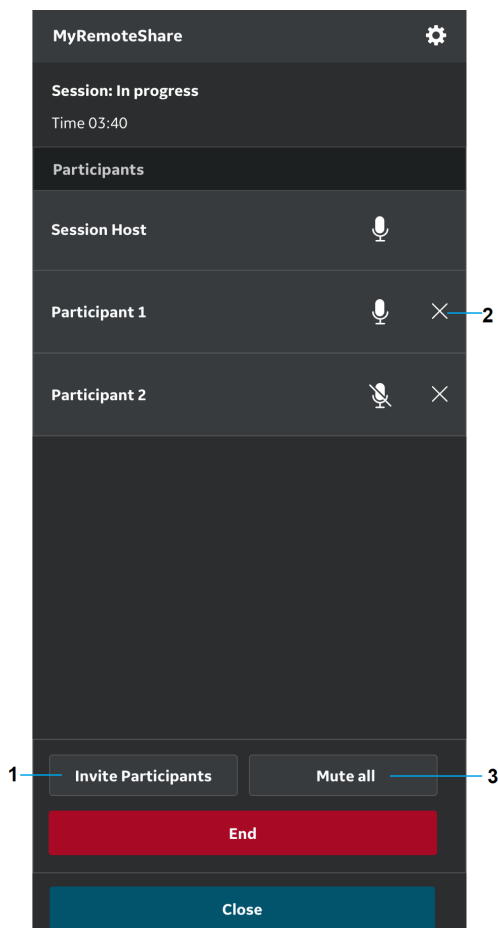 MyRemoteShare
Session: In progress
Time 03:40
Participants
Session Host
Participant 1
2
Participant 2
1
Invite Participants
Mute all
3
End
Close